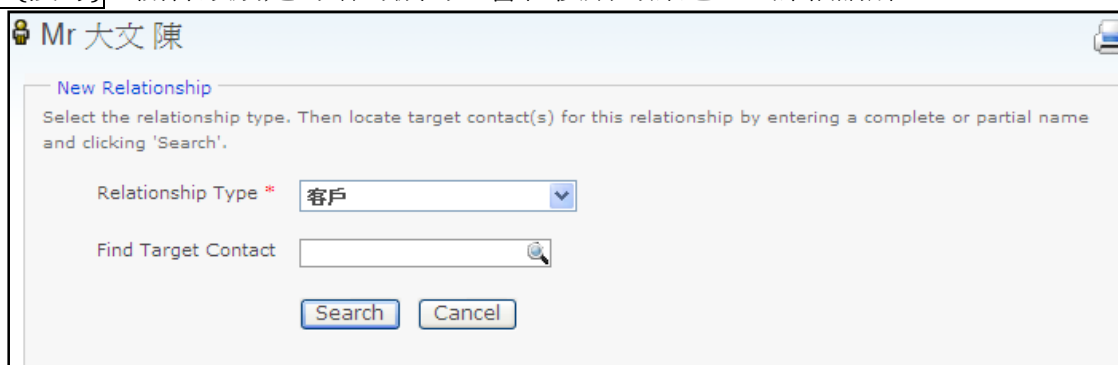 Mr 大文 陳
New Relationship
Select the relationship type. Then locate target contact(s) for this relationship by entering a complete or partial name
and clicking 'Search'.
Relationship Type *
客戶
Find Target Contact
Search
Cancel